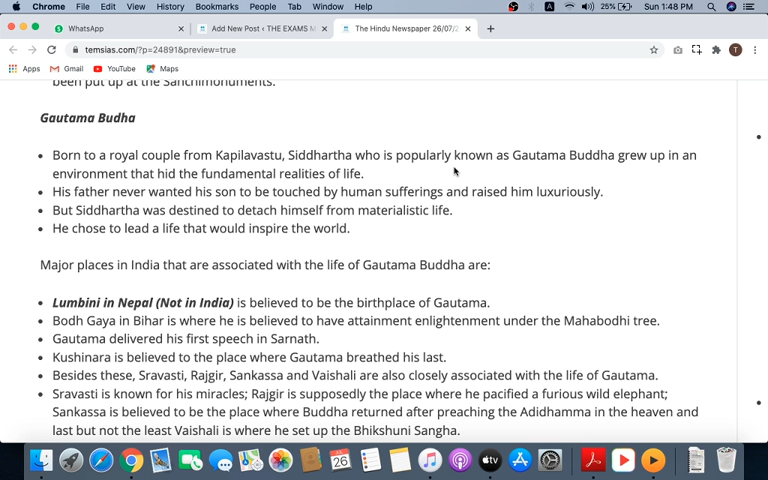 Chrome File Edit View History Bookmarks People Tab Window Help 25% Sun 1:48 PM
WhatsApp × Add New Post ‹ THE EXAMS M × The Hindu Newspaper 26/07/2 × +
temsias.com/?p=24891&preview=true T
Apps Gmail YouTube Maps
been put up at the Sanchimonuments.
Gautama Budha
• Born to a royal couple from Kapilavastu, Siddhartha who is popularly known as Gautama Buddha grew up in an
environment that hid the fundamental realities of life.
• His father never wanted his son to be touched by human sufferings and raised him luxuriously.
• But Siddhartha was destined to detach himself from materialistic life.
• He chose to lead a life that would inspire the world.
Major places in India that are associated with the life of Gautama Buddha are:
• Lumbini in Nepal (Not in India) is believed to be the birthplace of Gautama.
• Bodh Gaya in Bihar is where he is believed to have attainment enlightenment under the Mahabodhi tree.
• Gautama delivered his first speech in Sarnath.
• Kushinara is believed to the place where Gautama breathed his last.
• Besides these, Sravasti, Rajgir, Sankassa and Vaishali are also closely associated with the life of Gautama.
• Sravasti is known for his miracles; Rajgir is supposedly the place where he pacified a furious wild elephant;
Sankassa is believed to be the place where Buddha returned after preaching the Adidhamma in the heaven and
last but not the least Vaishali is where he set up the Bhikshuni Sangha.
26
tv